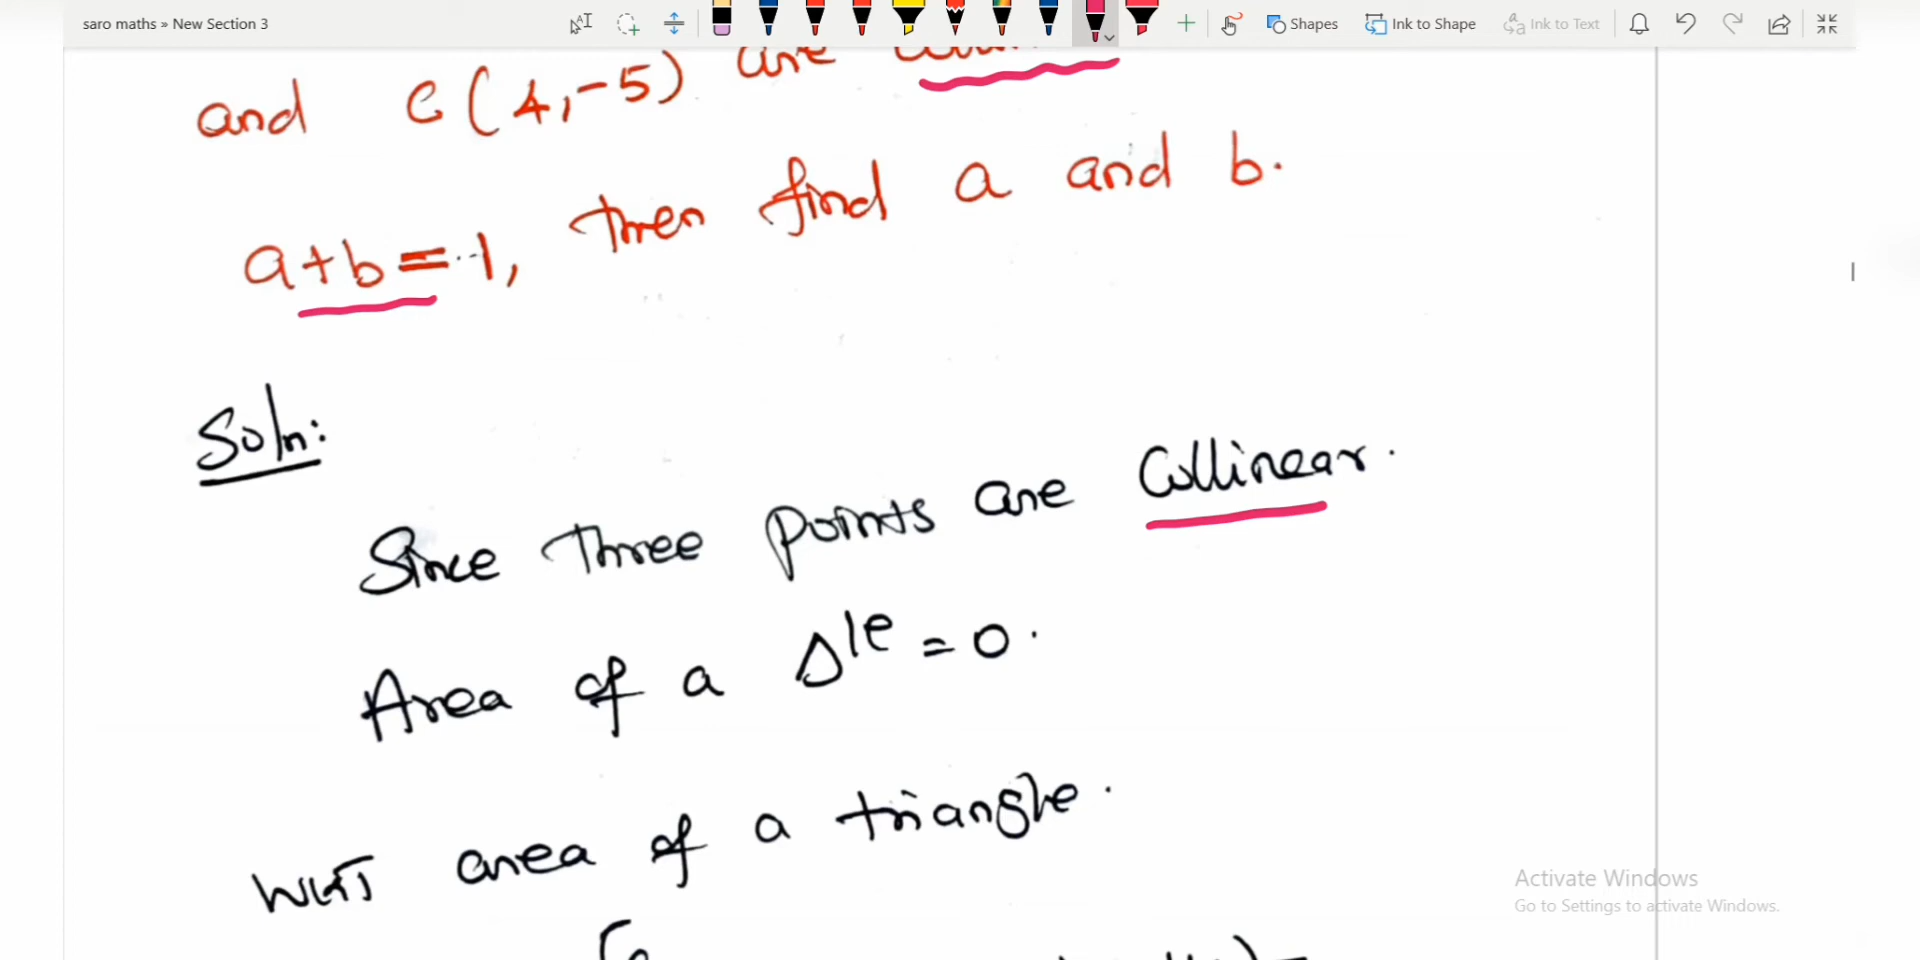 saro maths » New Section 3
Shapes Ink to Shape Ink to Text
and C(4,-5) are
a+b=1, then find a and b.
Soln:
Since three points are Collinear.
Area of a Δle = 0.
WKT area of a triangle.
Activate Windows
Go to Settings to activate Windows.